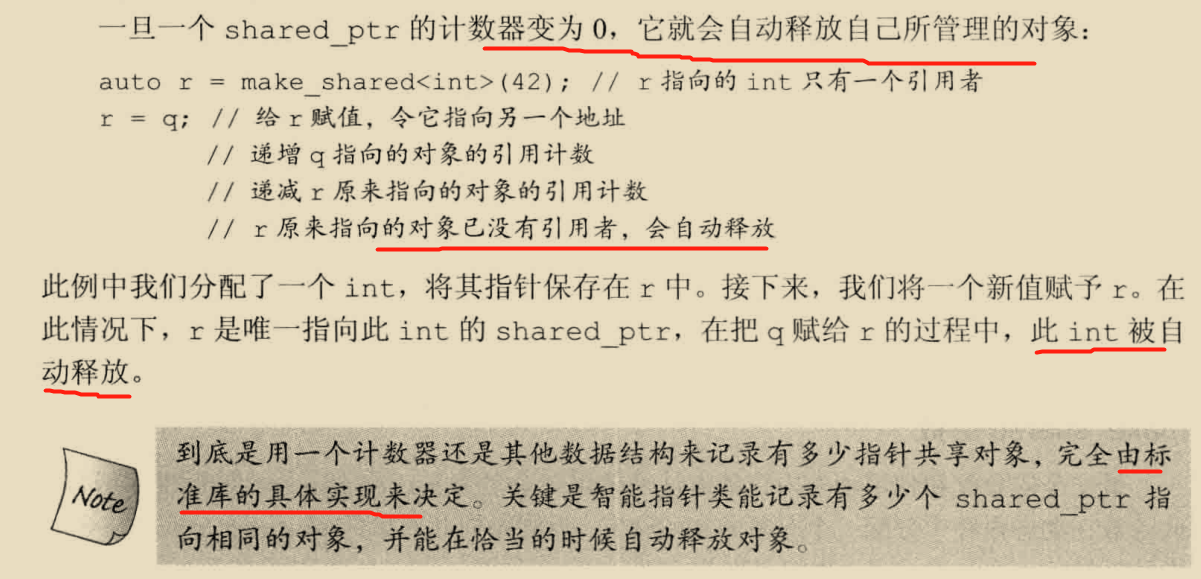 一旦一个 shared_ptr 的计数器变为 0，它就会自动释放自己所管理的对象：
auto r = make_shared<int>(42); // r 指向的 int 只有一个引用者
r = q; // 给 r 赋值，令它指向另一个地址
// 递增 q 指向的对象的引用计数
// 递减 r 原来指向的对象的引用计数
// r 原来指向的对象已没有引用者，会自动释放
此例中我们分配了一个 int，将其指针保存在 r 中。接下来，我们将一个新值赋予 r。在
此情况下，r 是唯一指向此 int 的 shared_ptr，在把 q 赋给 r 的过程中，此 int 被自
动释放。
Note
到底是用一个计数器还是其他数据结构来记录有多少指针共享对象，完全由标
准库的具体实现来决定。关键是智能指针类能记录有多少个 shared_ptr 指
向相同的对象，并能在恰当的时候自动释放对象。